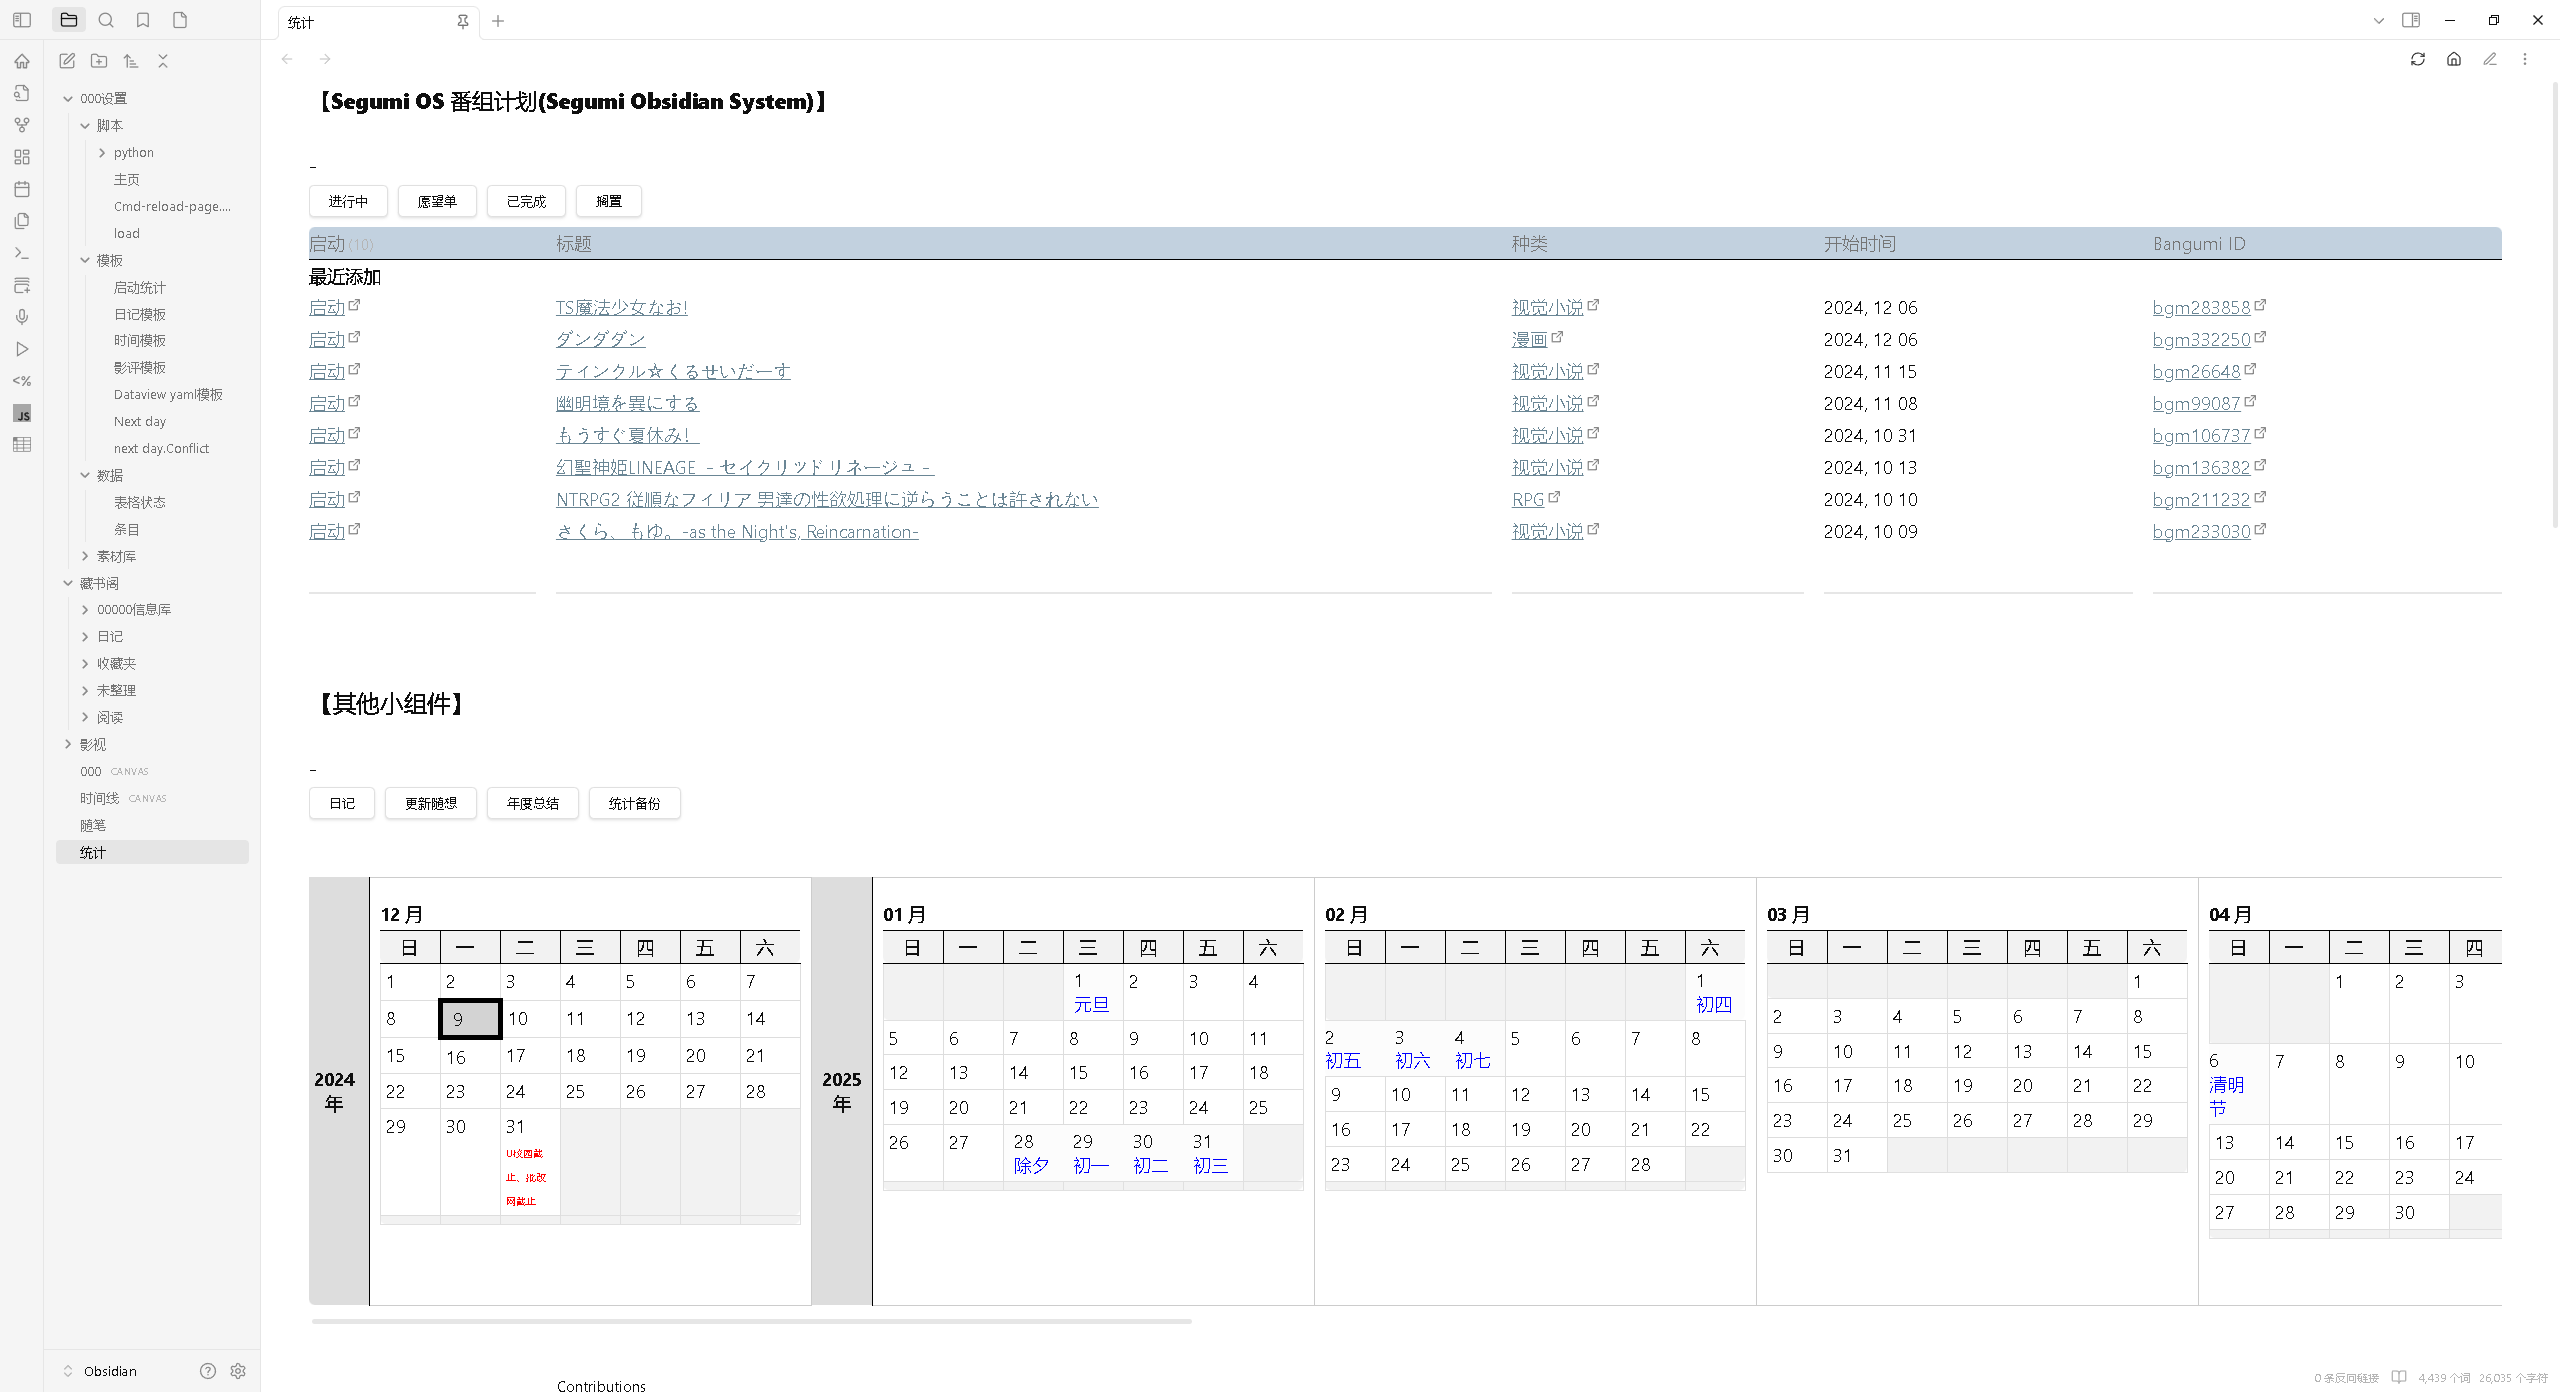 统计
000设置
脚本
python
主页
Cmd-reload-page....
load
模板
启动统计
日记模板
时间模板
影评模板
Dataview yaml模板
Next day
next day.Conflict
数据
表格状态
条目
素材库
藏书阁
00000信息库
日记
收藏夹
未整理
阅读
影视
000 CANVAS
时间线 CANVAS
随笔
统计
Obsidian
【Segumi OS 番组计划(Segumi Obsidian System)】
-
进行中 愿望单 已完成 搁置
启动 (10) 标题 种类 开始时间 Bangumi ID
最近添加
启动 TS魔法少女なお! 视觉小说 2024, 12 06 bgm283858
启动 ダンダダン 漫画 2024, 12 06 bgm332250
启动 ティンクル☆くるせいだーす 视觉小说 2024, 11 15 bgm26648
启动 幽明境を異にする 视觉小说 2024, 11 08 bgm99087
启动 もうすぐ夏休み！ 视觉小说 2024, 10 31 bgm106737
启动 幻聖神姫LINEAGE －セイクリッド リネージュ－ 视觉小说 2024, 10 13 bgm136382
启动 NTRPG2 従順なフィリア 男達の性欲処理に逆らうことは許されない RPG 2024, 10 10 bgm211232
启动 さくら、もゆ。-as the Night's, Reincarnation- 视觉小说 2024, 10 09 bgm233030
【其他小组件】
-
日记 更新随想 年度总结 统计备份
2024年
12 月
日 一 二 三 四 五 六
1 2 3 4 5 6 7
8 9 10 11 12 13 14
15 16 17 18 19 20 21
22 23 24 25 26 27 28
29 30 31
U校园截
止、批改
网截止
2025年
01 月
日 一 二 三 四 五 六
1 2 3 4
元旦
5 6 7 8 9 10 11
12 13 14 15 16 17 18
19 20 21 22 23 24 25
26 27 28 29 30 31
除夕 初一 初二 初三
02 月
日 一 二 三 四 五 六
1
初四
2 3 4 5 6 7 8
初五 初六 初七
9 10 11 12 13 14 15
16 17 18 19 20 21 22
23 24 25 26 27 28
03 月
日 一 二 三 四 五 六
1
2 3 4 5 6 7 8
9 10 11 12 13 14 15
16 17 18 19 20 21 22
23 24 25 26 27 28 29
30 31
04 月
日 一 二 三 四
1 2 3
6 7 8 9 10
清明
节
13 14 15 16 17
20 21 22 23 24
27 28 29 30
Contributions
0 条反向链接 4,439 个词 26,035 个字符